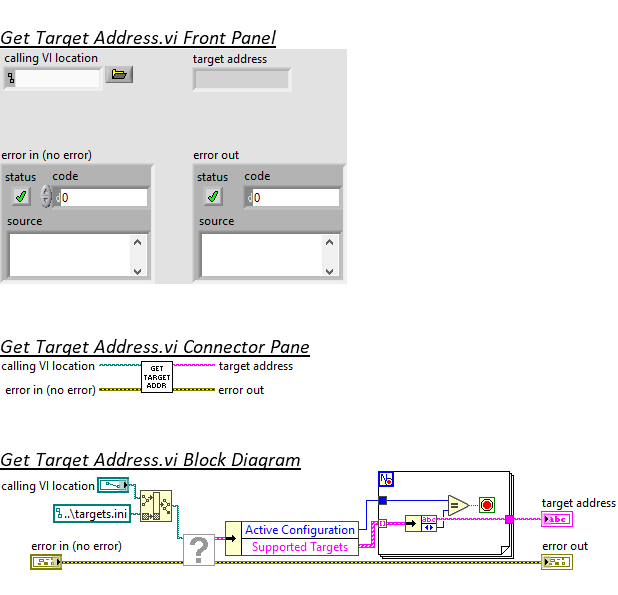 Get Target Address.vi Front Panel
calling VI location
target address
error in (no error)
error out
status code
status code
d0
d0
source
source
Get Target Address.vi Connector Pane
calling VI location
GET
TARGET
ADDR
target address
error in (no error)
error out
Get Target Address.vi Block Diagram
calling VI location
..\targets.ini
error in (no error)
?
Active Configuration
Supported Targets
N
abc
=
target address
abc
error out